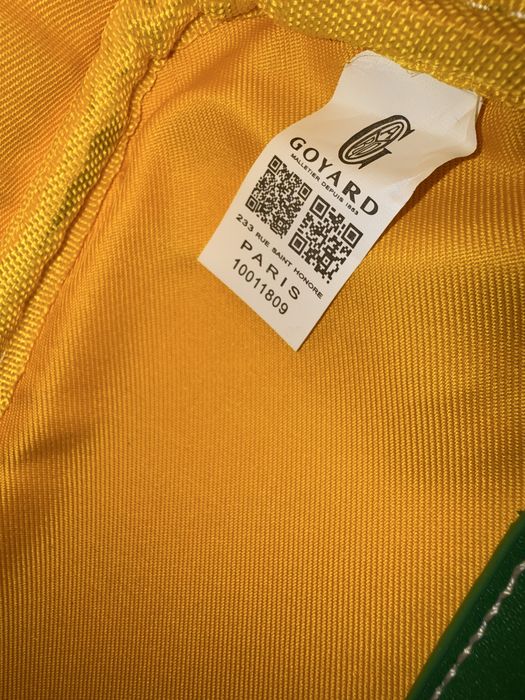 GOYARD
MALLETIER DEPUIS 1853
233 RUE SAINT HONORE
PARIS
10011809